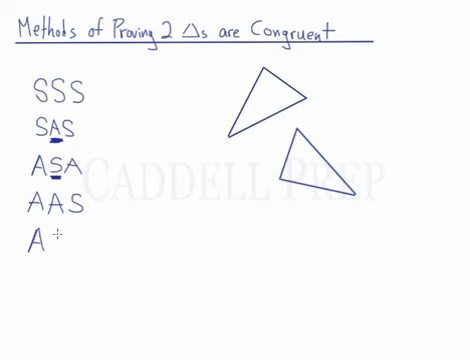 Methods of Proving 2 △s are Congruent
SSS
SAS
ASA
CADDELL PREP
AAS
A